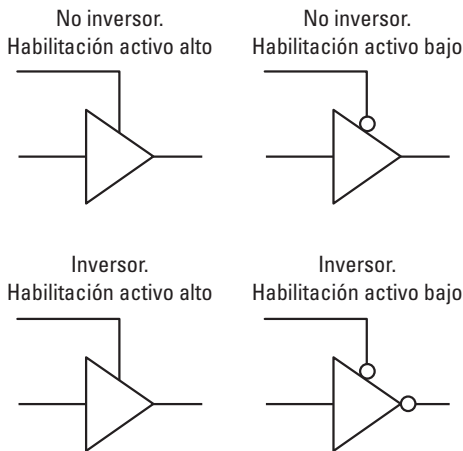 No inversor.
Habilitación activo alto
No inversor.
Habilitación activo bajo
Inversor.
Habilitación activo alto
Inversor.
Habilitación activo bajo